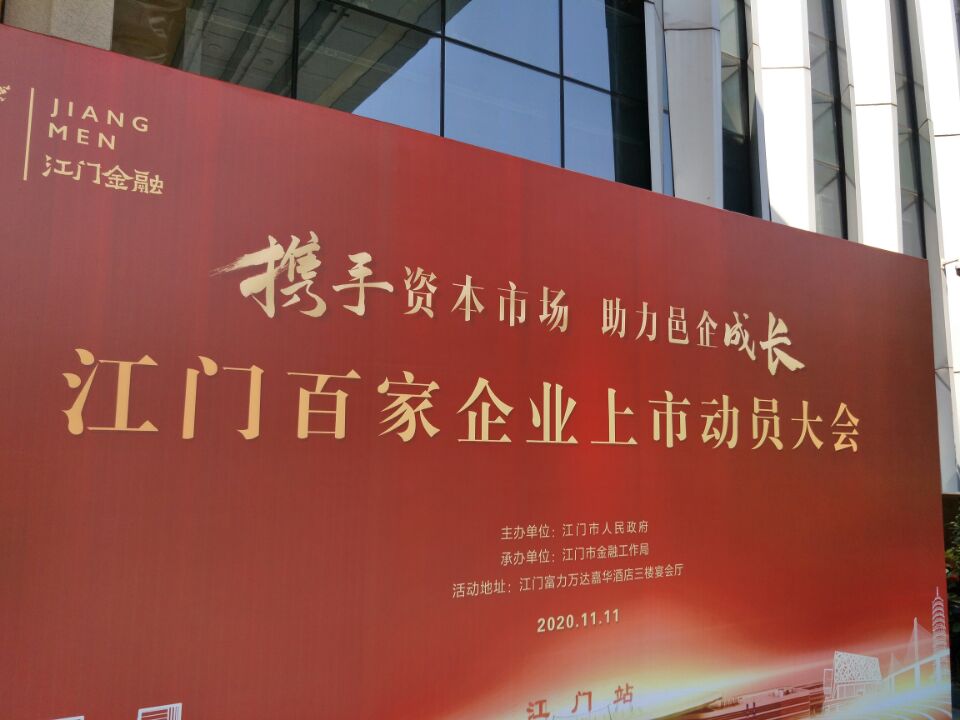 JIANG
MEN
江门金融
携手资本市场 助力邑企成长
江门百家企业上市动员大会
主办单位：江门市人民政府
承办单位：江门市金融工作局
活动地址：江门富力万达嘉华酒店三楼宴会厅
2020.11.11
江门站